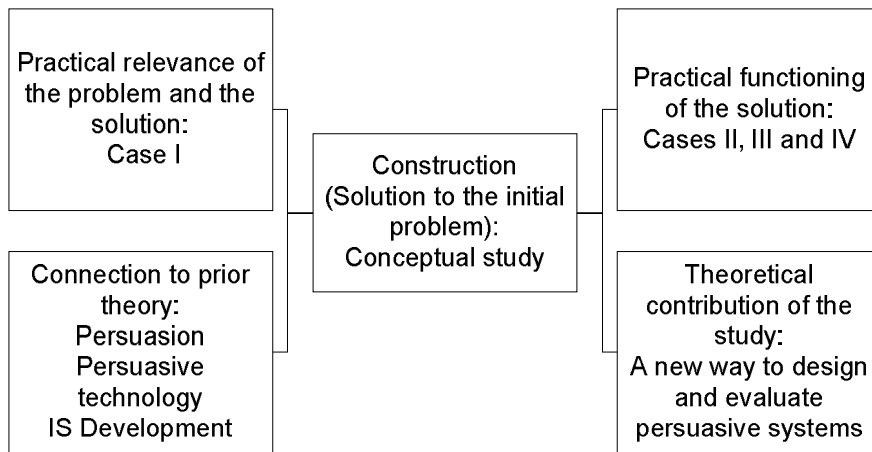 Practical relevance of
the problem and the
solution:
Case I
Connection to prior
theory:
Persuasion
Persuasive
technology
IS Development
Construction
(Solution to the initial
problem):
Conceptual study
Practical functioning
of the solution:
Cases II, III and IV
Theoretical
contribution of the
study:
A new way to design
and evaluate
persuasive systems